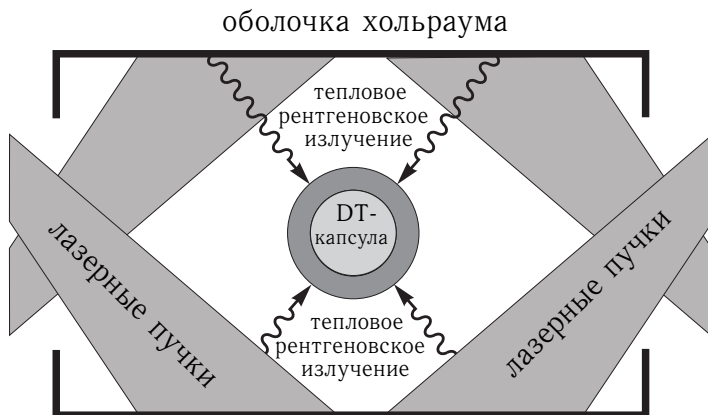 оболочка хольраума
тепловое
рентгеновское
излучение
DT-
капсула
лазерные пучки
лазерные пучки
тепловое
рентгеновское
излучение